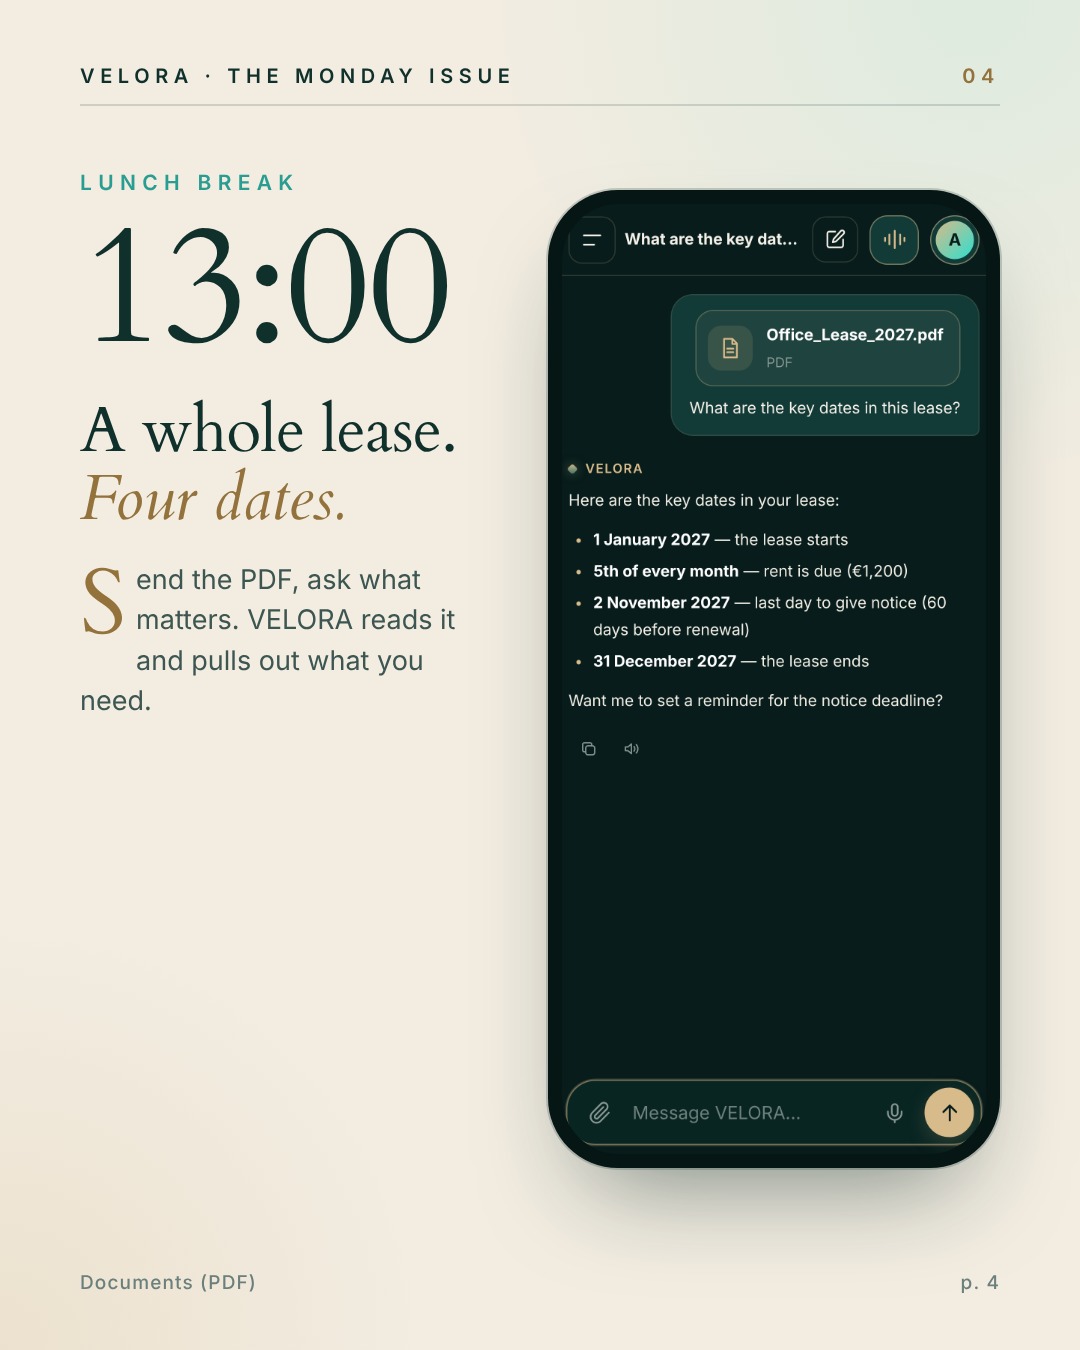 VELORA · THE MONDAY ISSUE
04
LUNCH BREAK
13:00
A whole lease.
Four dates.
Send the PDF, ask what
matters. VELORA reads it
and pulls out what you
need.
What are the key dat...
A
Office_Lease_2027.pdf
PDF
What are the key dates in this lease?
VELORA
Here are the key dates in your lease:
• 1 January 2027 — the lease starts
• 5th of every month — rent is due (€1,200)
• 2 November 2027 — last day to give notice (60
days before renewal)
• 31 December 2027 — the lease ends
Want me to set a reminder for the notice deadline?
Message VELORA...
Documents (PDF)
p. 4